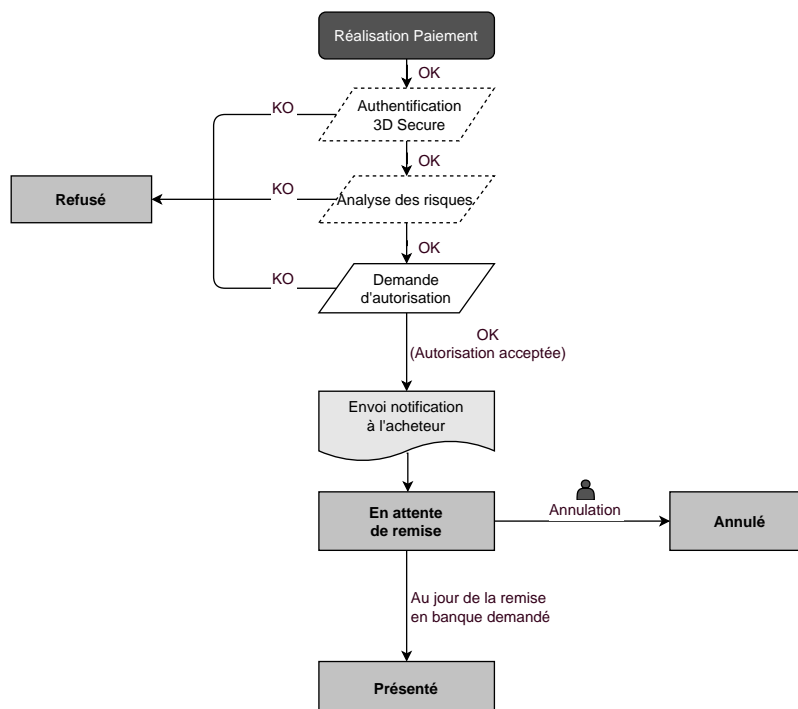 Réalisation Paiement
OK
KO
Authentification
3D Secure
OK
Refusé
KO
Analyse des risques
OK
KO
Demande
d'autorisation
OK
(Autorisation acceptée)
Envoi notification
à l'acheteur
En attente
de remise
Annulation
Annulé
Au jour de la remise
en banque demandé
Présenté